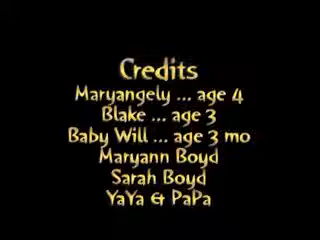 Credits
Maryangely ... age 4
Blake ... age 3
Baby Will ... age 3 mo
Maryann Boyd
Sarah Boyd
YaYa & PaPa